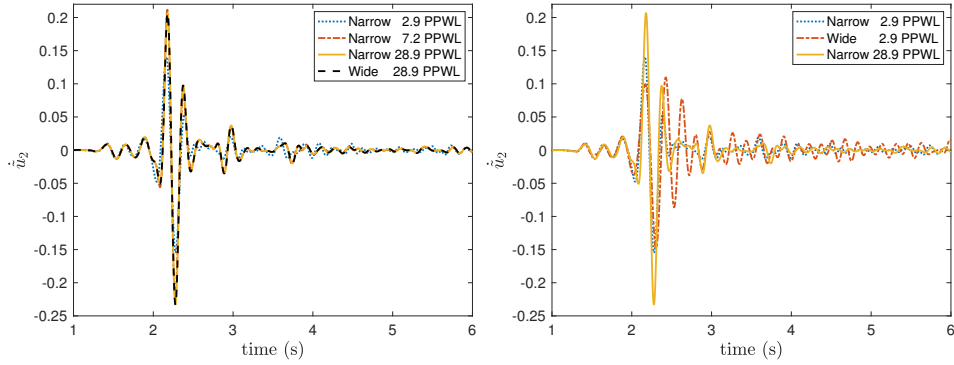 0.2
0.15
0.1
0.05
0
-0.05
-0.1
-0.15
-0.2
-0.25
1 2 3 4 5 6
time (s)
Narrow 2.9 PPWL
Narrow 7.2 PPWL
Narrow 28.9 PPWL
Wide 28.9 PPWL
0.2
0.15
0.1
0.05
0
-0.05
-0.1
-0.15
-0.2
-0.25
1 2 3 4 5 6
time (s)
u̇₂
Narrow 2.9 PPWL
Wide 2.9 PPWL
Narrow 28.9 PPWL